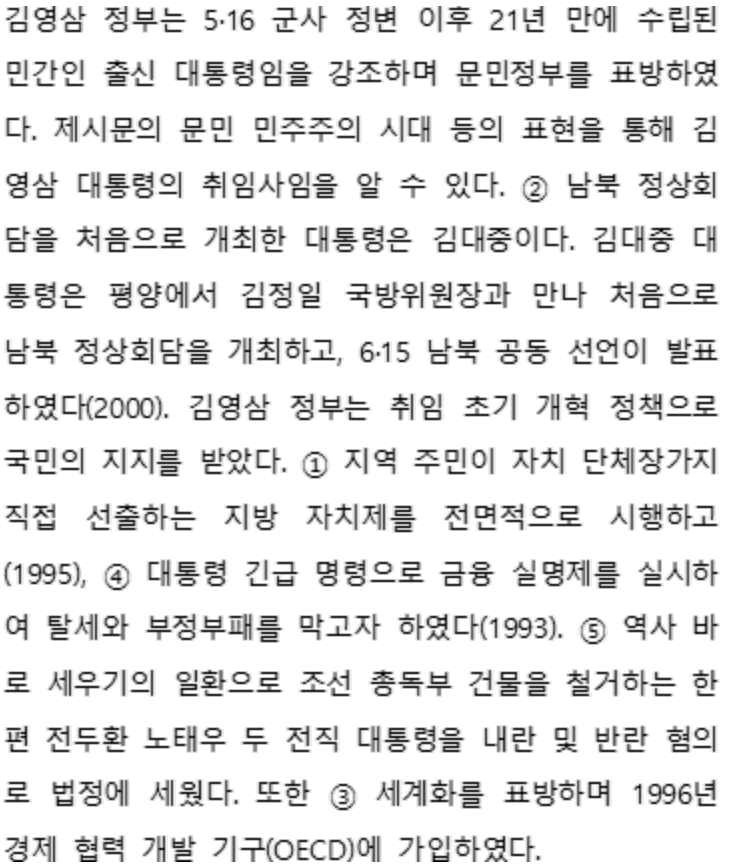 김영삼 정부는 5·16 군사 정변 이후 21년 만에 수립된
민간인 출신 대통령임을 강조하며 문민정부를 표방하였
다. 제시문의 문민 민주주의 시대 등의 표현을 통해 김
영삼 대통령의 취임사임을 알 수 있다. ② 남북 정상회
담을 처음으로 개최한 대통령은 김대중이다. 김대중 대
통령은 평양에서 김정일 국방위원장과 만나 처음으로
남북 정상회담을 개최하고, 6·15 남북 공동 선언이 발표
하였다(2000). 김영삼 정부는 취임 초기 개혁 정책으로
국민의 지지를 받았다. ① 지역 주민이 자치 단체장가지
직접 선출하는 지방 자치제를 전면적으로 시행하고
(1995), ④ 대통령 긴급 명령으로 금융 실명제를 실시하
여 탈세와 부정부패를 막고자 하였다(1993). ⑤ 역사 바
로 세우기의 일환으로 조선 총독부 건물을 철거하는 한
편 전두환 노태우 두 전직 대통령을 내란 및 반란 혐의
로 법정에 세웠다. 또한 ③ 세계화를 표방하며 1996년
경제 협력 개발 기구(OECD)에 가입하였다.